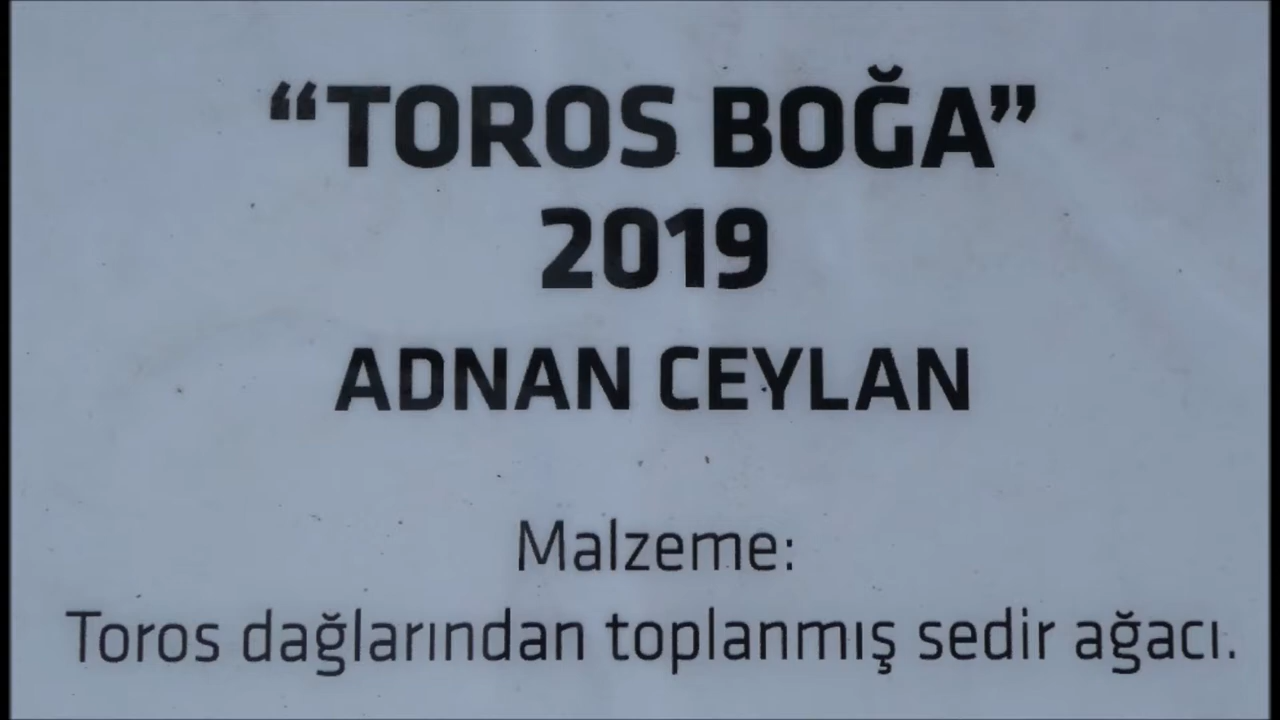 “TOROS BOĞA”
2019
ADNAN CEYLAN
Malzeme:
Toros dağlarından toplanmış sedir ağacı.